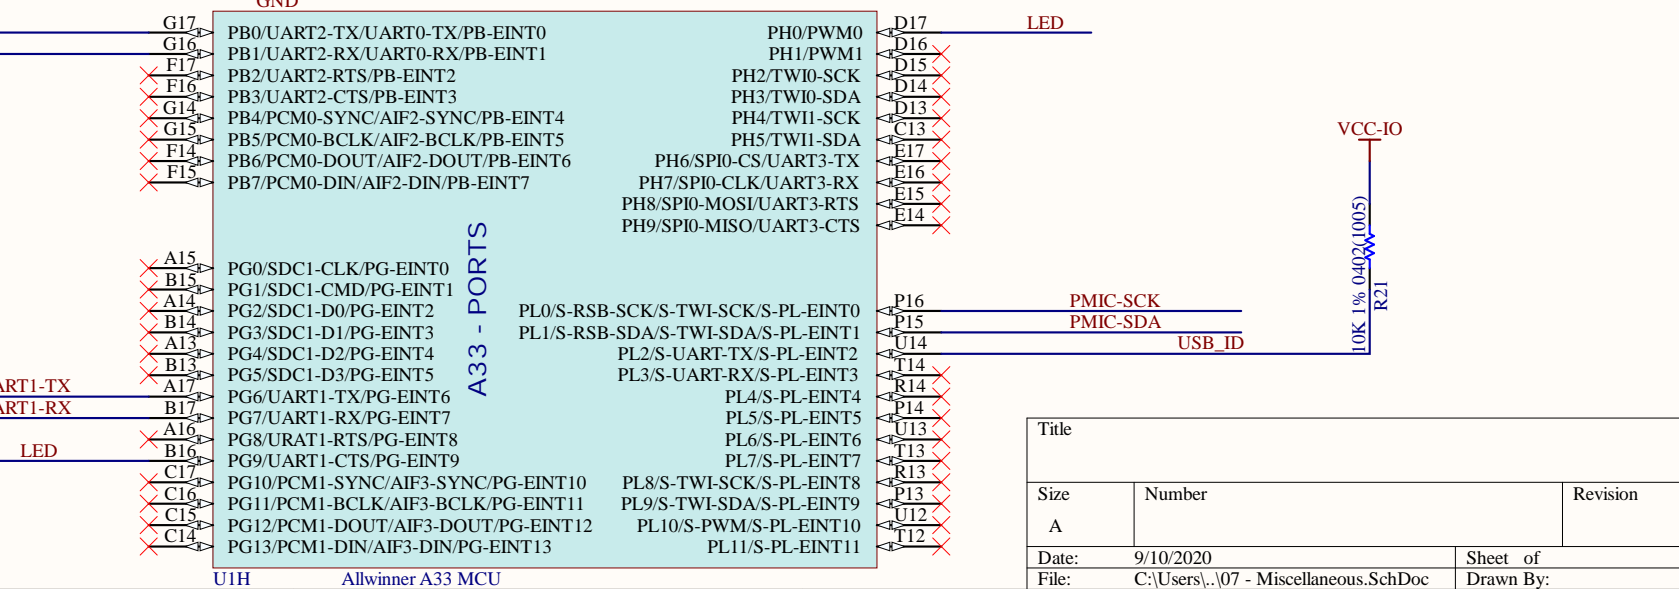 GND
G17 PB0/UART2-TX/UART0-TX/PB-EINT0 PH0/PWM0 D17 LED
G16 PB1/UART2-RX/UART0-RX/PB-EINT1 PH1/PWM1 D16
F17 PB2/UART2-RTS/PB-EINT2 PH2/TWI0-SCK D15
F16 PB3/UART2-CTS/PB-EINT3 PH3/TWI0-SDA D14
G14 PB4/PCM0-SYNC/AIF2-SYNC/PB-EINT4 PH4/TWI1-SCK D13
G15 PB5/PCM0-BCLK/AIF2-BCLK/PB-EINT5 PH5/TWI1-SDA C13
VCC-IO
F14 PB6/PCM0-DOUT/AIF2-DOUT/PB-EINT6 PH6/SPI0-CS/UART3-TX E17
F15 PB7/PCM0-DIN/AIF2-DIN/PB-EINT7 PH7/SPI0-CLK/UART3-RX E16
PH8/SPI0-MOSI/UART3-RTS E15
PH9/SPI0-MISO/UART3-CTS E14
10K 1% 0402(1005)
R21
A33 - PORTS
A15 PG0/SDC1-CLK/PG-EINT0
B15 PG1/SDC1-CMD/PG-EINT1
A14 PG2/SDC1-D0/PG-EINT2 PL0/S-RSB-SCK/S-TWI-SCK/S-PL-EINT0 P16 PMIC-SCK
B14 PG3/SDC1-D1/PG-EINT3 PL1/S-RSB-SDA/S-TWI-SDA/S-PL-EINT1 P15 PMIC-SDA
A13 PG4/SDC1-D2/PG-EINT4 PL2/S-UART-TX/S-PL-EINT2 U14 USB_ID
B13 PG5/SDC1-D3/PG-EINT5 PL3/S-UART-RX/S-PL-EINT3 T14
ART1-TX A17 PG6/UART1-TX/PG-EINT6 PL4/S-PL-EINT4 R14
ART1-RX B17 PG7/UART1-RX/PG-EINT7 PL5/S-PL-EINT5 P14
A16 PG8/URAT1-RTS/PG-EINT8 PL6/S-PL-EINT6 U13
LED B16 PG9/UART1-CTS/PG-EINT9 PL7/S-PL-EINT7 T13
C17 PG10/PCM1-SYNC/AIF3-SYNC/PG-EINT10 PL8/S-TWI-SCK/S-PL-EINT8 R13
C16 PG11/PCM1-BCLK/AIF3-BCLK/PG-EINT11 PL9/S-TWI-SDA/S-PL-EINT9 P13
C15 PG12/PCM1-DOUT/AIF3-DOUT/PG-EINT12 PL10/S-PWM/S-PL-EINT10 U12
C14 PG13/PCM1-DIN/AIF3-DIN/PG-EINT13 PL11/S-PL-EINT11 T12
U1H Allwinner A33 MCU
Title
Size Number Revision
A
Date: 9/10/2020 Sheet of
File: C:\Users\..\07 - Miscellaneous.SchDoc Drawn By: